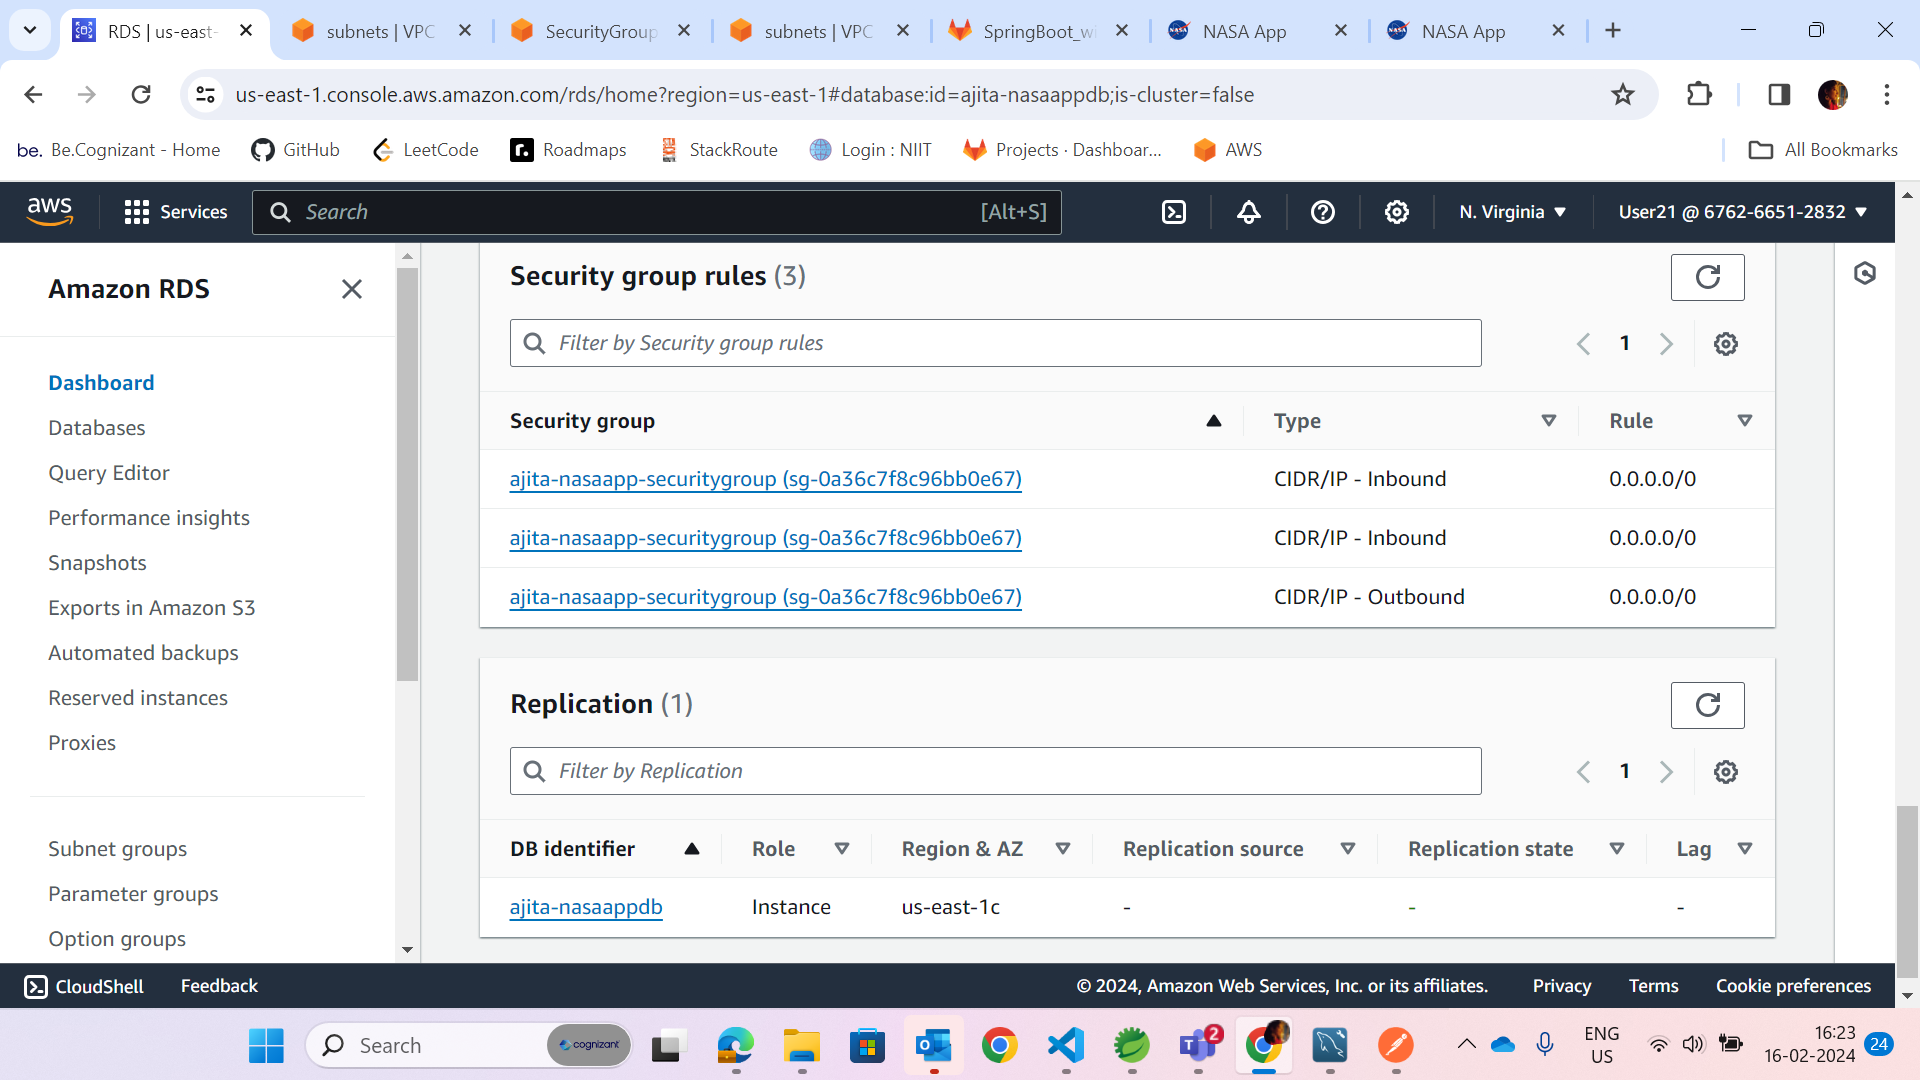 RDS | us-east-
subnets | VPC
SecurityGroup
subnets | VPC
SpringBoot_wi
NASA App
NASA App
us-east-1.console.aws.amazon.com/rds/home?region=us-east-1#database:id=ajita-nasaappdb;is-cluster=false
be. Be.Cognizant - Home
GitHub
LeetCode
Roadmaps
StackRoute
Login : NIIT
Projects · Dashboar...
AWS
All Bookmarks
aws
Services
Search
[Alt+S]
N. Virginia
User21 @ 6762-6651-2832
Amazon RDS
Dashboard
Databases
Query Editor
Performance insights
Snapshots
Exports in Amazon S3
Automated backups
Reserved instances
Proxies
Subnet groups
Parameter groups
Option groups
Security group rules (3)
Filter by Security group rules
1
Security group Type Rule
ajita-nasaapp-securitygroup (sg-0a36c7f8c96bb0e67) CIDR/IP - Inbound 0.0.0.0/0
ajita-nasaapp-securitygroup (sg-0a36c7f8c96bb0e67) CIDR/IP - Inbound 0.0.0.0/0
ajita-nasaapp-securitygroup (sg-0a36c7f8c96bb0e67) CIDR/IP - Outbound 0.0.0.0/0
Replication (1)
Filter by Replication
1
DB identifier Role Region & AZ Replication source Replication state Lag
ajita-nasaappdb Instance us-east-1c - - -
CloudShell
Feedback
© 2024, Amazon Web Services, Inc. or its affiliates.
Privacy
Terms
Cookie preferences
Search
cognizant
2
ENG
US
16:23
16-02-2024
24